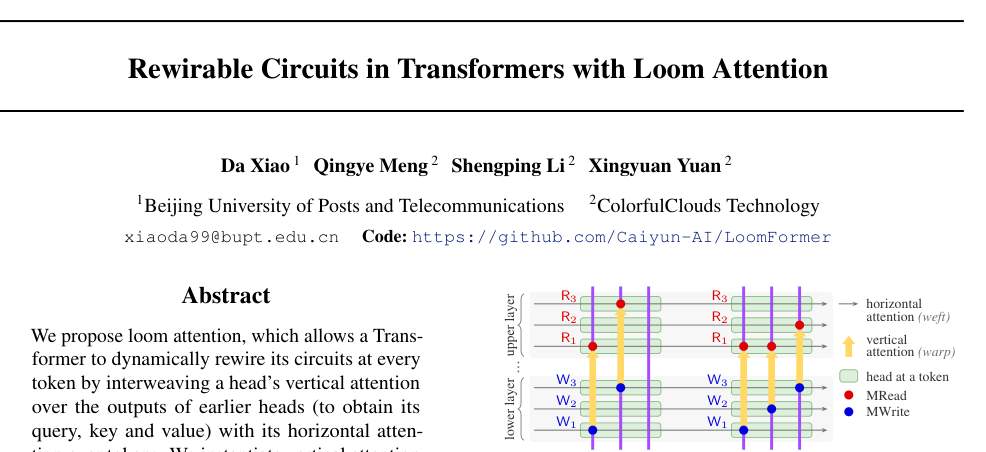 Rewirable Circuits in Transformers with Loom Attention
Da Xiao 1 Qingye Meng 2 Shengping Li 2 Xingyuan Yuan 2
1Beijing University of Posts and Telecommunications 2ColorfulClouds Technology
xiaoda99@bupt.edu.cn Code: https://github.com/Caiyun-AI/LoomFormer
Abstract
We propose loom attention, which allows a Trans-
former to dynamically rewire its circuits at every
token by interweaving a head's vertical attention
over the outputs of earlier heads (to obtain its
query, key and value) with its horizontal atten-
upper layer
...
lower layer
R3
R2
R1
W3
W2
W1
R3
R2
R1
W3
W2
W1
horizontal
attention (weft)
vertical
attention (warp)
head at a token
MRead
MWrite